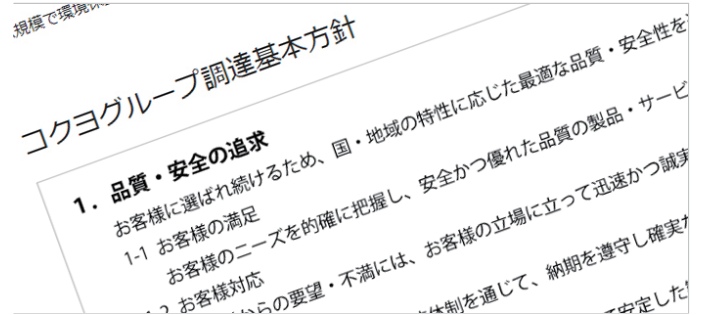 規模で環境保
コクヨグループ調達基本方針
1. 品質・安全の追求
お客様に選ばれ続けるため、国・地域の特性に応じた最適な品質・安全性を
1-1 お客様の満足
お客様のニーズを的確に把握し、安全かつ優れた品質の製品・サービ
1-2 お客様対応
からの要望・不満には、お客様の立場に立って迅速かつ誠実
体制を通じて、納期を遵守し確実な
安定した